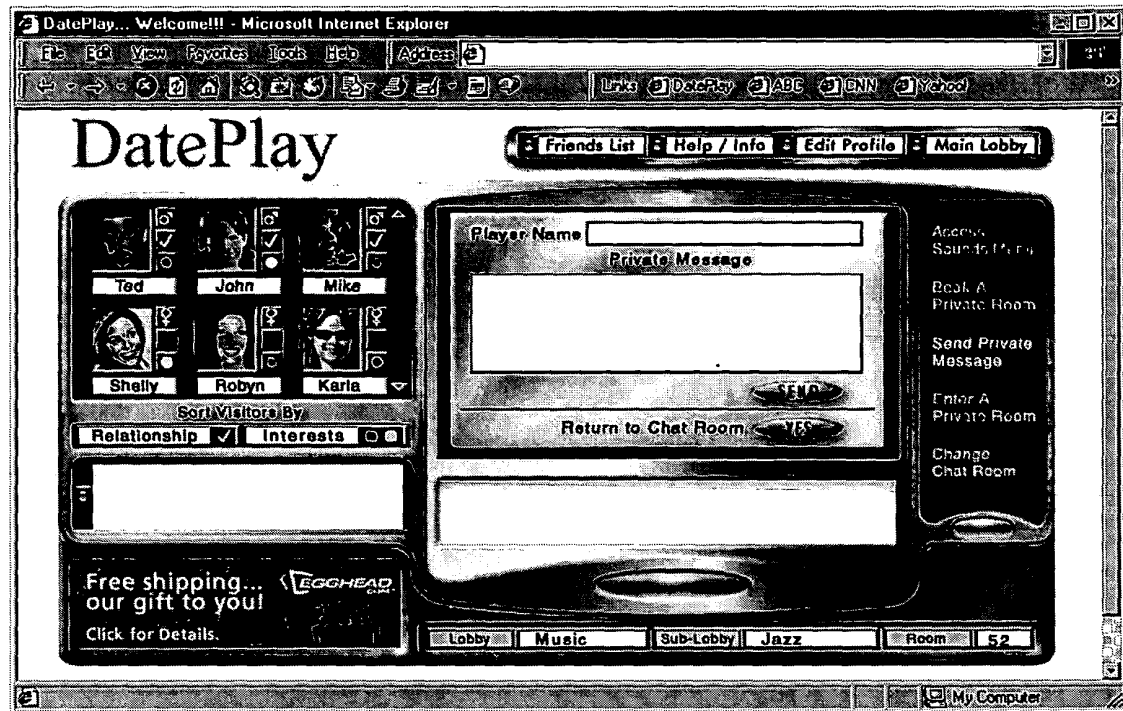 DatePlay... Welcome!!! - Microsoft Internet Explorer
File Edit View Favorites Tools Help Address
Links DatePlay ABC CNN Yahoo!
DatePlay
Friends List Help / Info Edit Profile Main Lobby
Ted John Mike
Shelly Robyn Karla
Sort Visitors By
Relationship Interests
Player Name
Private Message
SEND
Return to Chat Room YES
Access
Sounds Menu
Book A
Private Room
Send Private
Message
Enter A
Private Room
Change
Chat Room
Free shipping... EGGHEAD
our gift to you!
Click for Details.
Lobby Music Sub-Lobby Jazz Room 52
My Computer